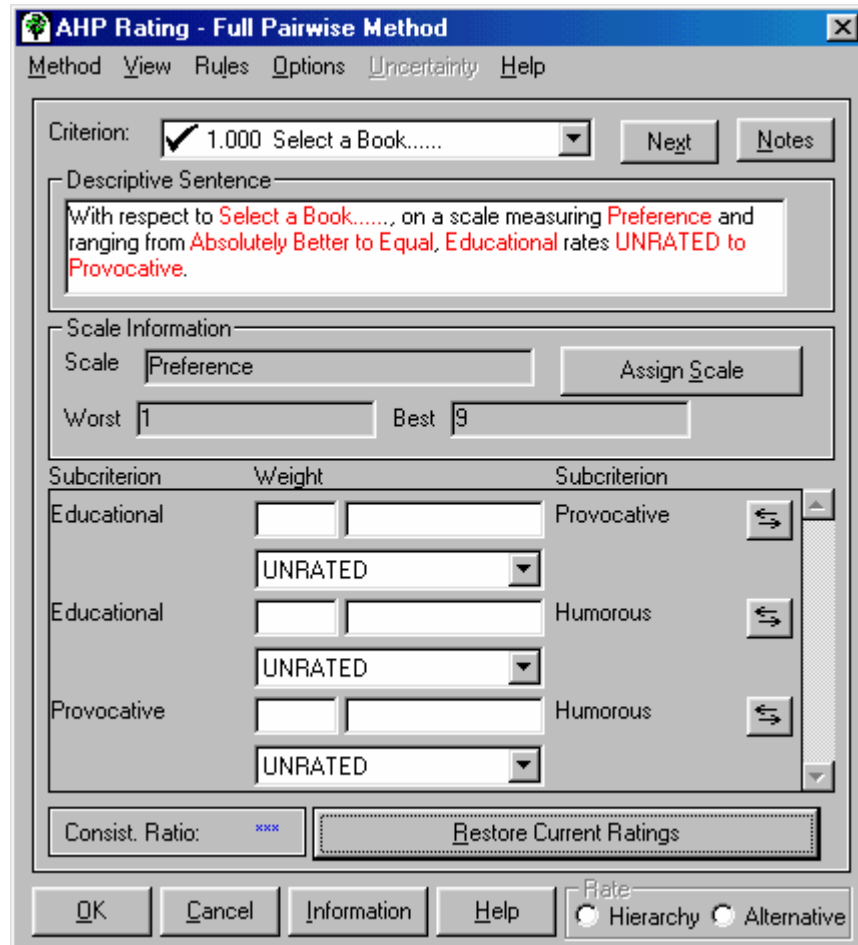 AHP Rating - Full Pairwise Method
Method View Rules Options Uncertainty Help
Criterion: 1.000 Select a Book...... Next Notes
Descriptive Sentence
With respect to Select a Book......, on a scale measuring Preference and
ranging from Absolutely Better to Equal, Educational rates UNRATED to
Provocative.
Scale Information
Scale Preference Assign Scale
Worst 1 Best 9
Subcriterion Weight Subcriterion
Educational Provocative
UNRATED
Educational Humorous
UNRATED
Provocative Humorous
UNRATED
Consist. Ratio: *** Restore Current Ratings
OK Cancel Information Help Rate
Hierarchy Alternative